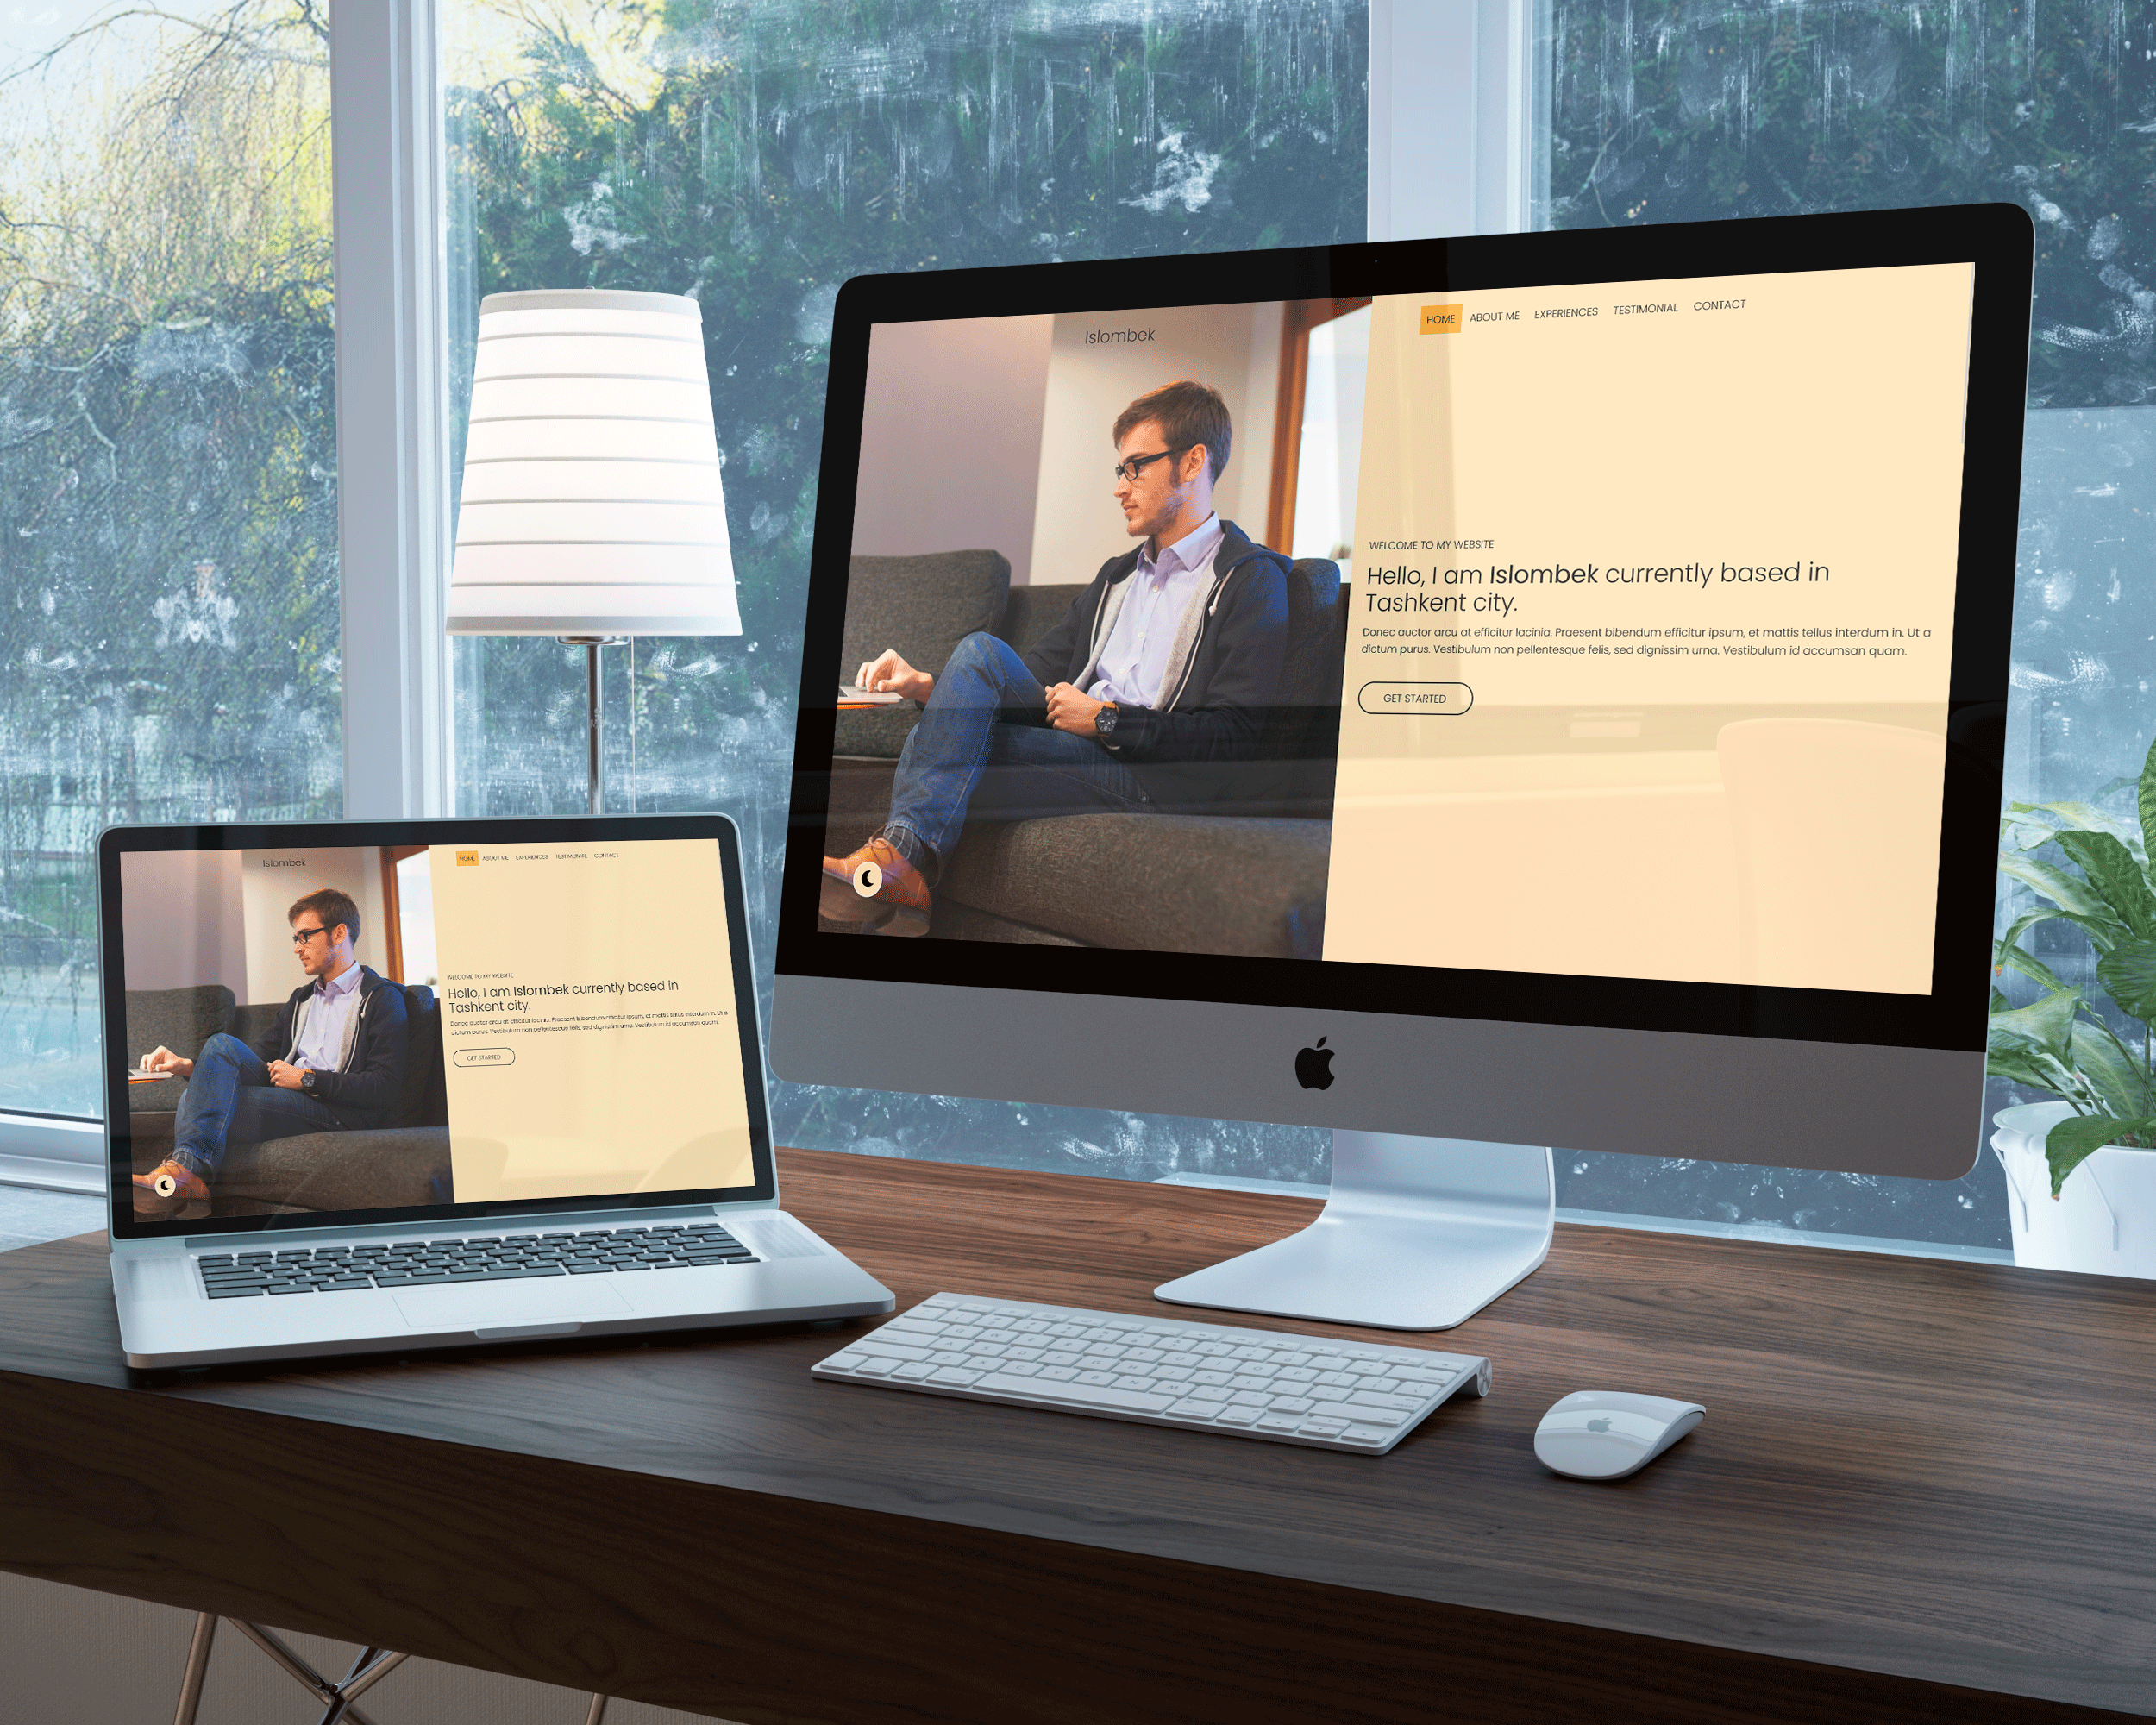 Islombek
HOME ABOUT ME EXPERIENCES TESTIMONIAL CONTACT
WELCOME TO MY WEBSITE
Hello, I am Islombek currently based in
Tashkent city.
Donec auctor arcu at efficitur lacinia. Praesent bibendum efficitur ipsum, et mattis tellus interdum in. Ut a
dictum purus. Vestibulum non pellentesque felis, sed dignissim urna. Vestibulum id accumsan quam.
GET STARTED
Islombek
HOME ABOUT ME EXPERIENCES TESTIMONIAL CONTACT
WELCOME TO MY WEBSITE
Hello, I am Islombek currently based in
Tashkent city.
Donec auctor arcu at efficitur lacinia. Praesent bibendum efficitur ipsum, et mattis tellus interdum in. Ut a
dictum purus. Vestibulum non pellentesque felis, sed dignissim urna. Vestibulum id accumsan quam.
GET STARTED